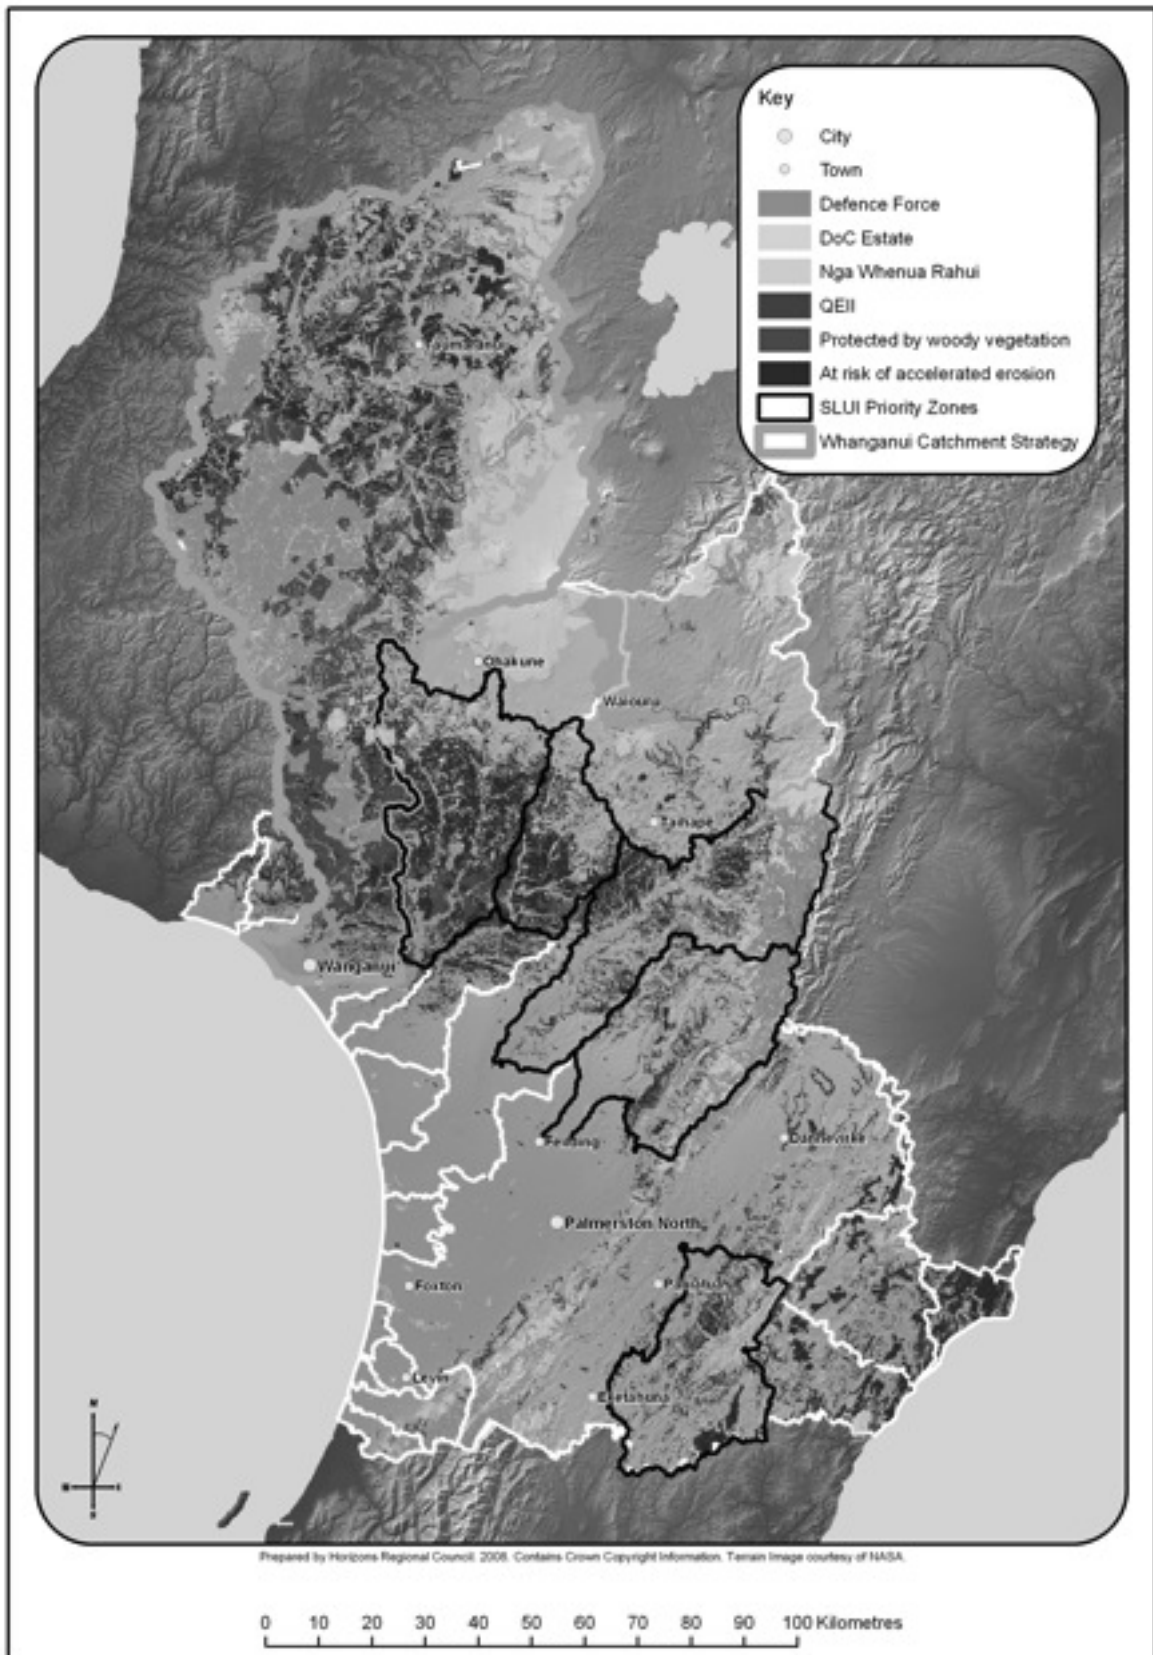 Key
City
Town
Defence Force
DoC Estate
Nga Whenua Rahui
QEII
Protected by woody vegetation
At risk of accelerated erosion
SLUI Priority Zones
Whanganui Catchment Strategy
Taumarunui
Ohakune
Waiouru
Taihape
Wanganui
Feilding
Dannevirke
Palmerston North
Foxton
Pahiatua
Levin
Eketahuna
N
Prepared by Horizons Regional Council. 2008. Contains Crown Copyright Information. Terrain Image courtesy of NASA.
0 10 20 30 40 50 60 70 80 90 100 Kilometres